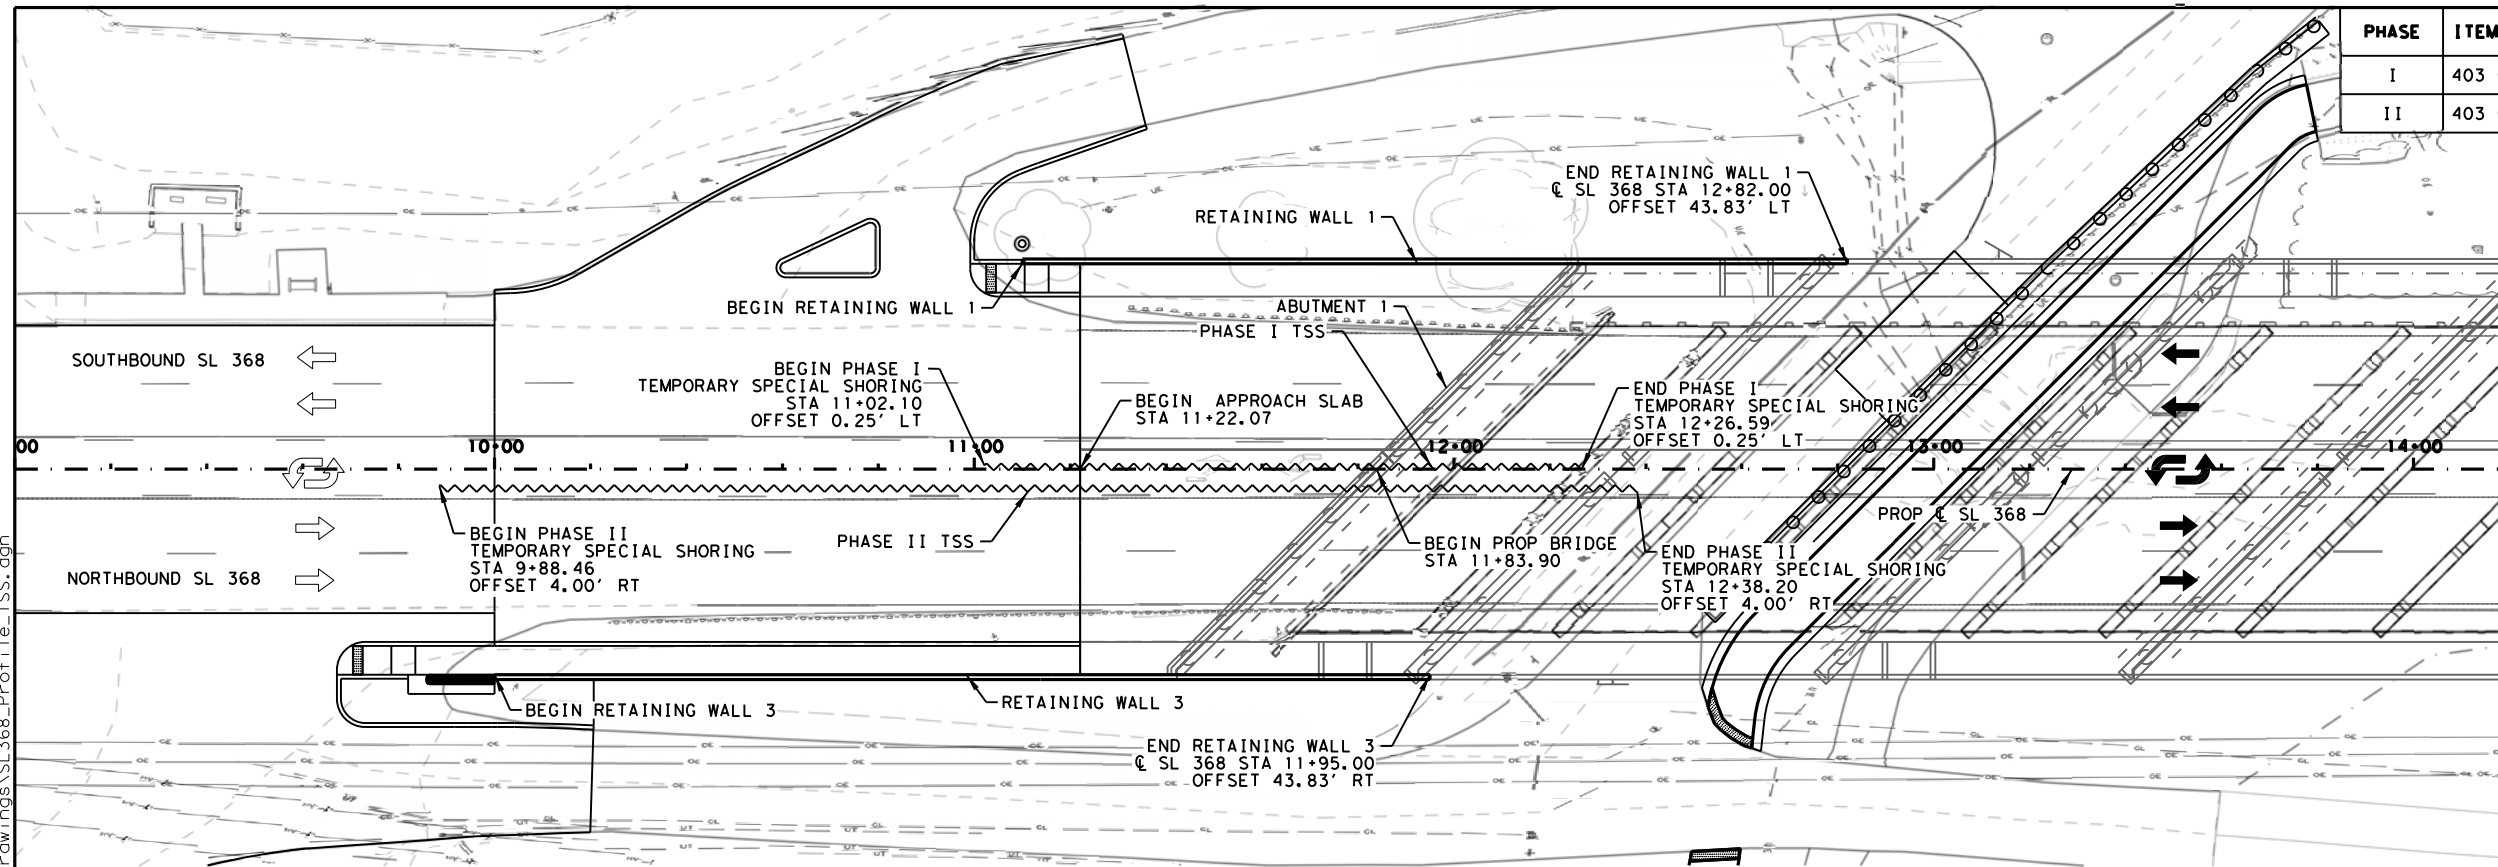 PHASE ITEM
I 403
II 403
END RETAINING WALL 1
℄ SL 368 STA 12+82.00
OFFSET 43.83' LT
RETAINING WALL 1
BEGIN RETAINING WALL 1
ABUTMENT 1
PHASE I TSS
SOUTHBOUND SL 368
BEGIN PHASE I
TEMPORARY SPECIAL SHORING
STA 11+02.10
OFFSET 0.25' LT
BEGIN APPROACH SLAB
STA 11+22.07
END PHASE I
TEMPORARY SPECIAL SHORING
STA 12+26.59
OFFSET 0.25' LT
00
10+00
11+00
12+00
13+00
14+00
BEGIN PHASE II
TEMPORARY SPECIAL SHORING
STA 9+88.46
OFFSET 4.00' RT
PHASE II TSS
BEGIN PROP BRIDGE
STA 11+83.90
PROP ℄ SL 368
END PHASE II
TEMPORARY SPECIAL SHORING
STA 12+38.20
OFFSET 4.00' RT
NORTHBOUND SL 368
BEGIN RETAINING WALL 3
RETAINING WALL 3
END RETAINING WALL 3
℄ SL 368 STA 11+95.00
OFFSET 43.83' RT
rawings\SL368_Profile_TSS.dgn